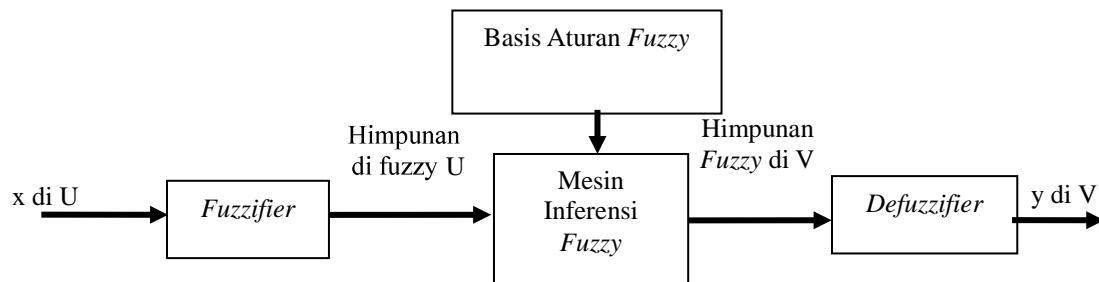 Basis Aturan Fuzzy
Himpunan
di fuzzy U
Himpunan
Fuzzy di V
x di U
Fuzzifier
Mesin
Inferensi
Fuzzy
Defuzzifier
y di V